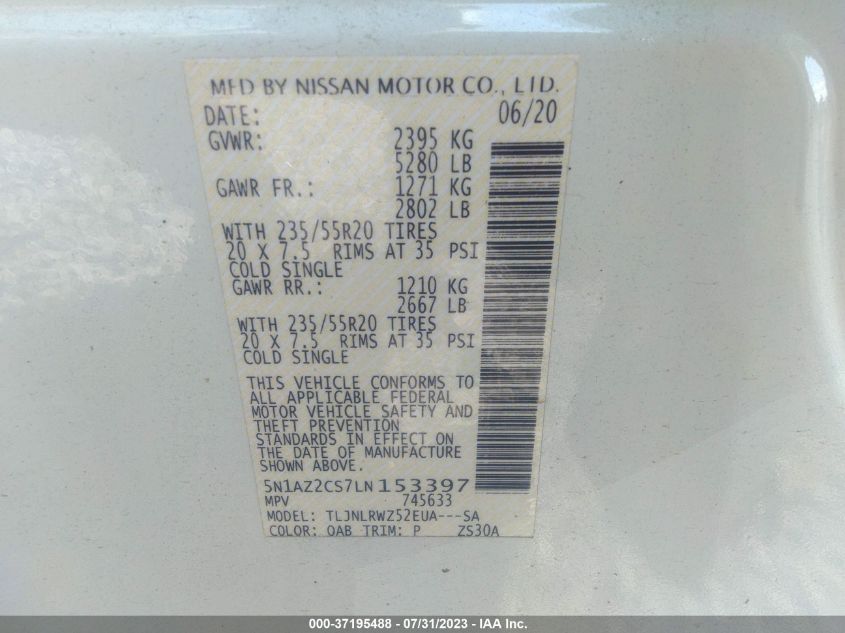 MFD BY NISSAN MOTOR CO., LTD.
DATE: 06/20
GVWR: 2395 KG
5280 LB
GAWR FR.: 1271 KG
2802 LB
WITH 235/55R20 TIRES
20 X 7.5 RIMS AT 35 PSI
COLD SINGLE
GAWR RR.: 1210 KG
2667 LB
WITH 235/55R20 TIRES
20 X 7.5 RIMS AT 35 PSI
COLD SINGLE
THIS VEHICLE CONFORMS TO
ALL APPLICABLE FEDERAL
MOTOR VEHICLE SAFETY AND
THEFT PREVENTION
STANDARDS IN EFFECT ON
THE DATE OF MANUFACTURE
SHOWN ABOVE.
5N1AZ2CS7LN153397
MPV 745633
MODEL: TLJNLRWZ52EUA---SA
COLOR: OAB TRIM: P ZS30A
000-37195488 - 07/31/2023 - IAA Inc.